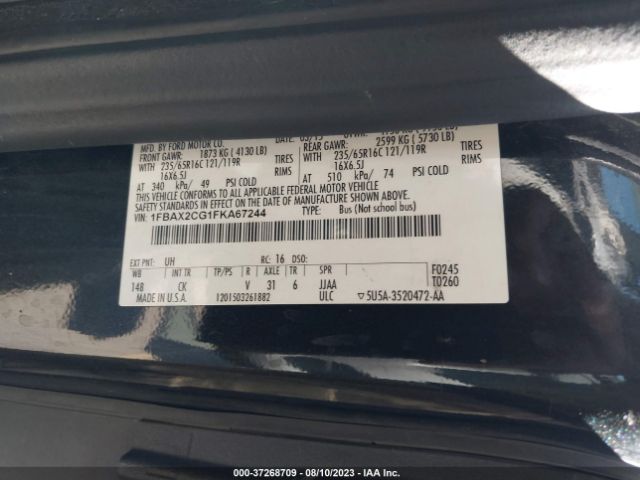 MFD. BY FORD MOTOR CO. DATE: 03/15
FRONT GAWR: 1873 KG ( 4130 LB) REAR GAWR: 2599 KG ( 5730 LB)
WITH 235/65R16C 121/119R TIRES WITH 235/65R16C 121/119R TIRES
16X6.5J RIMS 16X6.5J RIMS
AT 340 kPa/ 49 PSI COLD AT 510 kPa/ 74 PSI COLD
THIS VEHICLE CONFORMS TO ALL APPLICABLE FEDERAL MOTOR VEHICLE
SAFETY STANDARDS IN EFFECT ON THE DATE OF MANUFACTURE SHOWN ABOVE.
VIN: 1FBAX2CG1FKA67244 TYPE: Bus (Not School Bus)
EXT PNT: UH RC: 16 DSO: F0245
WB INT TR TP/PS R AXLE TR SPR T0260
148 CK V 31 6 JJAA
MADE IN U.S.A. 1201503261882 ULC ▽5U5A-3520472-AA
000-37268709 - 08/10/2023 - IAA Inc.